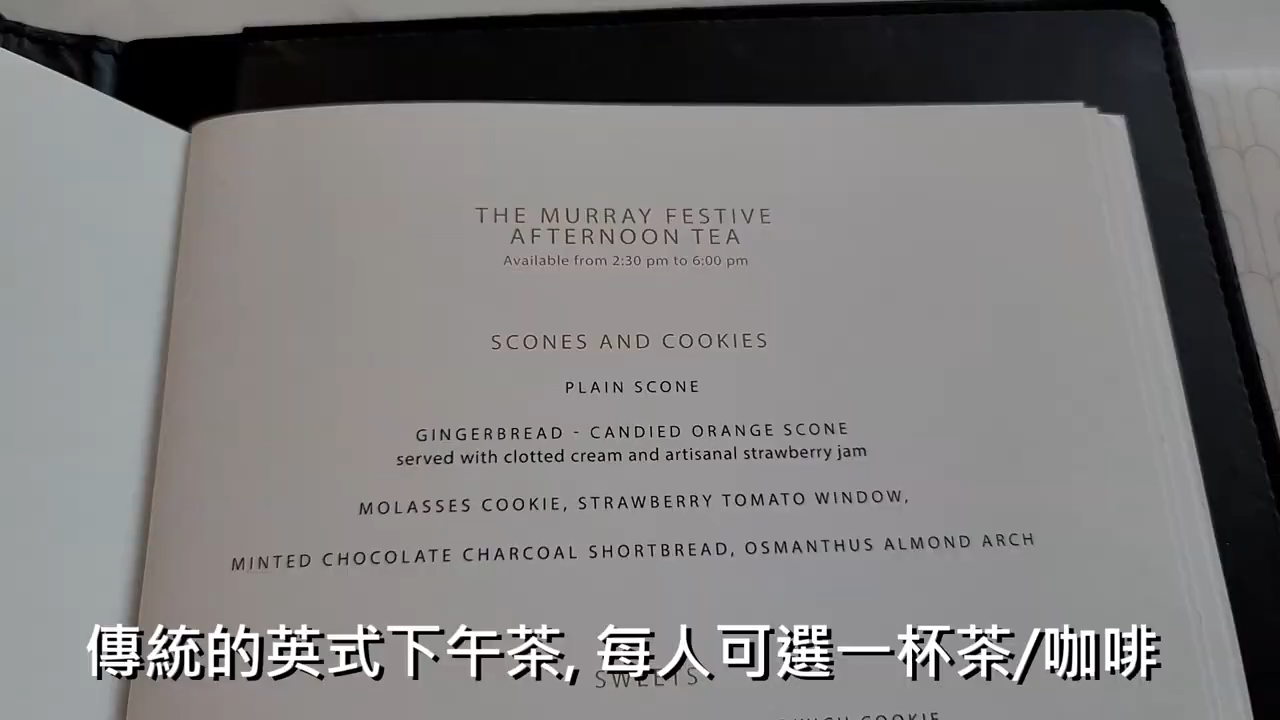 THE MURRAY FESTIVE
AFTERNOON TEA
Available from 2:30 pm to 6:00 pm
SCONES AND COOKIES
PLAIN SCONE
GINGERBREAD - CANDIED ORANGE SCONE
served with clotted cream and artisanal strawberry jam
MOLASSES COOKIE, STRAWBERRY TOMATO WINDOW,
MINTED CHOCOLATE CHARCOAL SHORTBREAD, OSMANTHUS ALMOND ARCH
傳統的英式下午茶, 每人可選一杯茶/咖啡
SWEETS
COOKIE